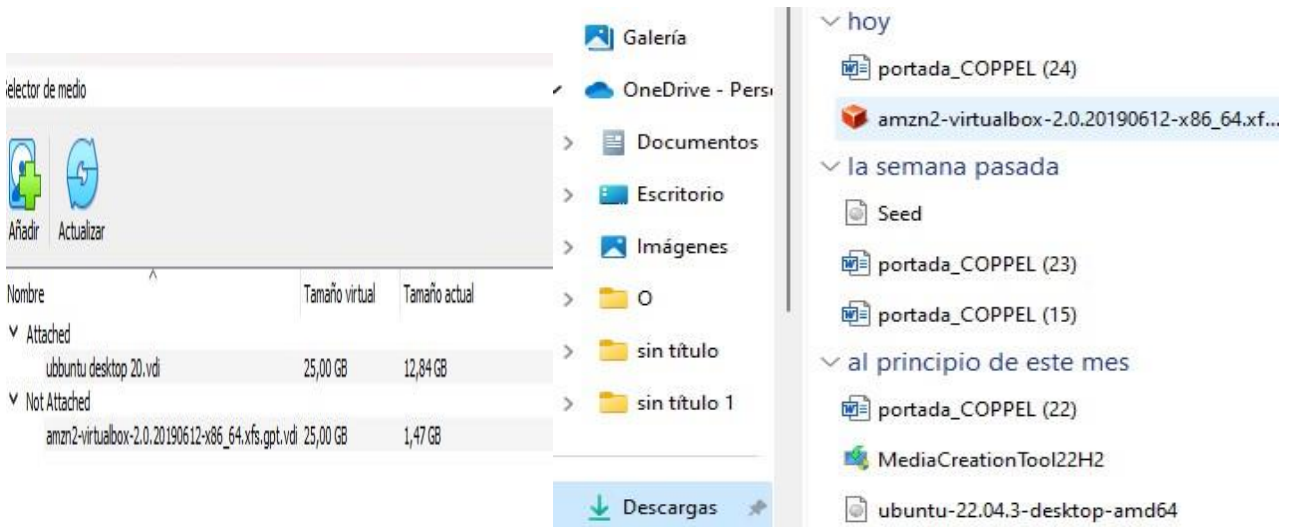 elector de medio
Añadir
Actualizar
Nombre Tamaño virtual Tamaño actual
Attached
ubbuntu desktop 20.vdi 25,00 GB 12,84 GB
Not Attached
amzn2-virtualbox-2.0.20190612-x86_64.xfs.gpt.vdi 25,00 GB 1,47 GB
Galería
OneDrive - Pers
Documentos
Escritorio
Imágenes
O
sin título
sin título 1
Descargas
hoy
portada_COPPEL (24)
amzn2-virtualbox-2.0.20190612-x86_64.xf...
la semana pasada
Seed
portada_COPPEL (23)
portada_COPPEL (15)
al principio de este mes
portada_COPPEL (22)
MediaCreationTool22H2
ubuntu-22.04.3-desktop-amd64